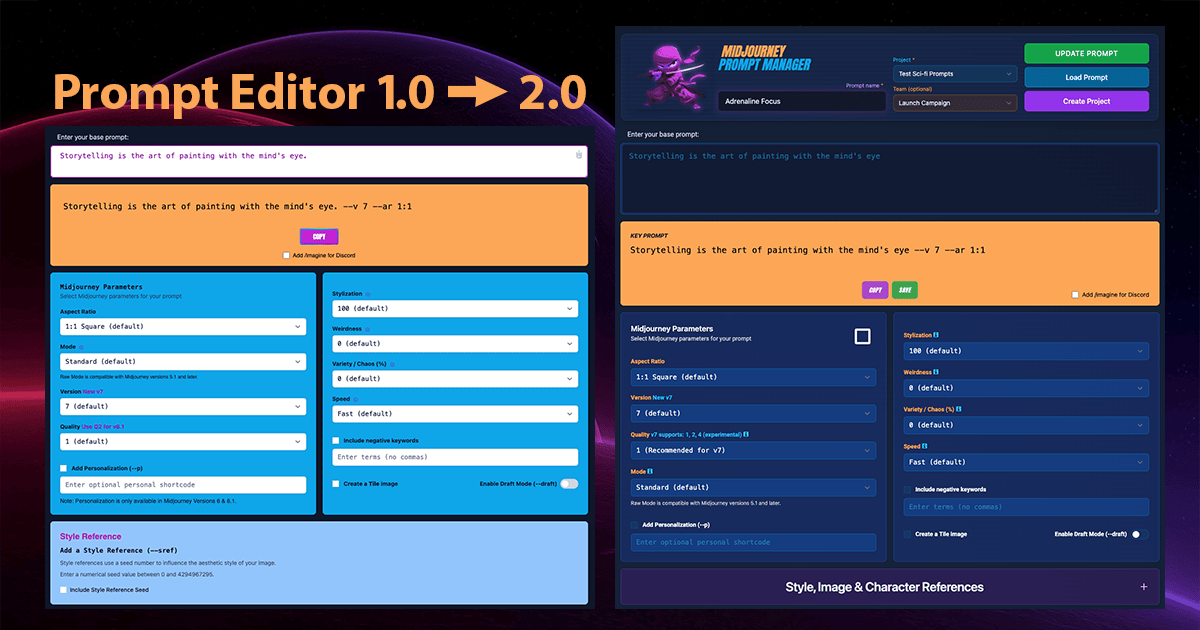 Prompt Editor 1.0 → 2.0
Enter your base prompt:
Storytelling is the art of painting with the mind's eye.
Storytelling is the art of painting with the mind's eye. --v 7 --ar 1:1
COPY
Add /imagine for Discord
Midjourney Parameters
Select Midjourney parameters for your prompt
Aspect Ratio
1:1 Square (default)
Mode
Standard (default)
Raw Mode is compatible with Midjourney versions 5.1 and later.
Version New v7
7 (default)
Quality Use Q2 for v6.1
1 (default)
Add Personalization (--p)
Enter optional personal shortcode
Note: Personalization is only available in Midjourney Versions 6 & 6.1.
Stylization
100 (default)
Weirdness
0 (default)
Variety / Chaos (%)
0 (default)
Speed
Fast (default)
Include negative keywords
Enter terms (no commas)
Create a Tile image
Enable Draft Mode (--draft)
Style Reference
Add a Style Reference (--sref)
Style references use a seed number to influence the aesthetic style of your image.
Enter a numerical seed value between 0 and 4294967295.
Include Style Reference Seed
MIDJOURNEY
PROMPT MANAGER
Prompt name *
Adrenaline Focus
Project *
Test Sci-fi Prompts
Team (optional)
Launch Campaign
UPDATE PROMPT
Load Prompt
Create Project
Enter your base prompt:
Storytelling is the art of painting with the mind's eye
KEY PROMPT
Storytelling is the art of painting with the mind's eye --v 7 --ar 1:1
COPY
SAVE
Add /imagine for Discord
Midjourney Parameters
Select Midjourney parameters for your prompt
Aspect Ratio
1:1 Square (default)
Version New v7
7 (default)
Quality v7 supports: 1, 2, 4 (experimental)
1 (Recommended for v7)
Mode
Standard (default)
Raw Mode is compatible with Midjourney versions 5.1 and later.
Add Personalization (--p)
Enter optional personal shortcode
Stylization
100 (default)
Weirdness
0 (default)
Variety / Chaos (%)
0 (default)
Speed
Fast (default)
Include negative keywords
Enter terms (no commas)
Create a Tile image
Enable Draft Mode (--draft)
Style, Image & Character References
+